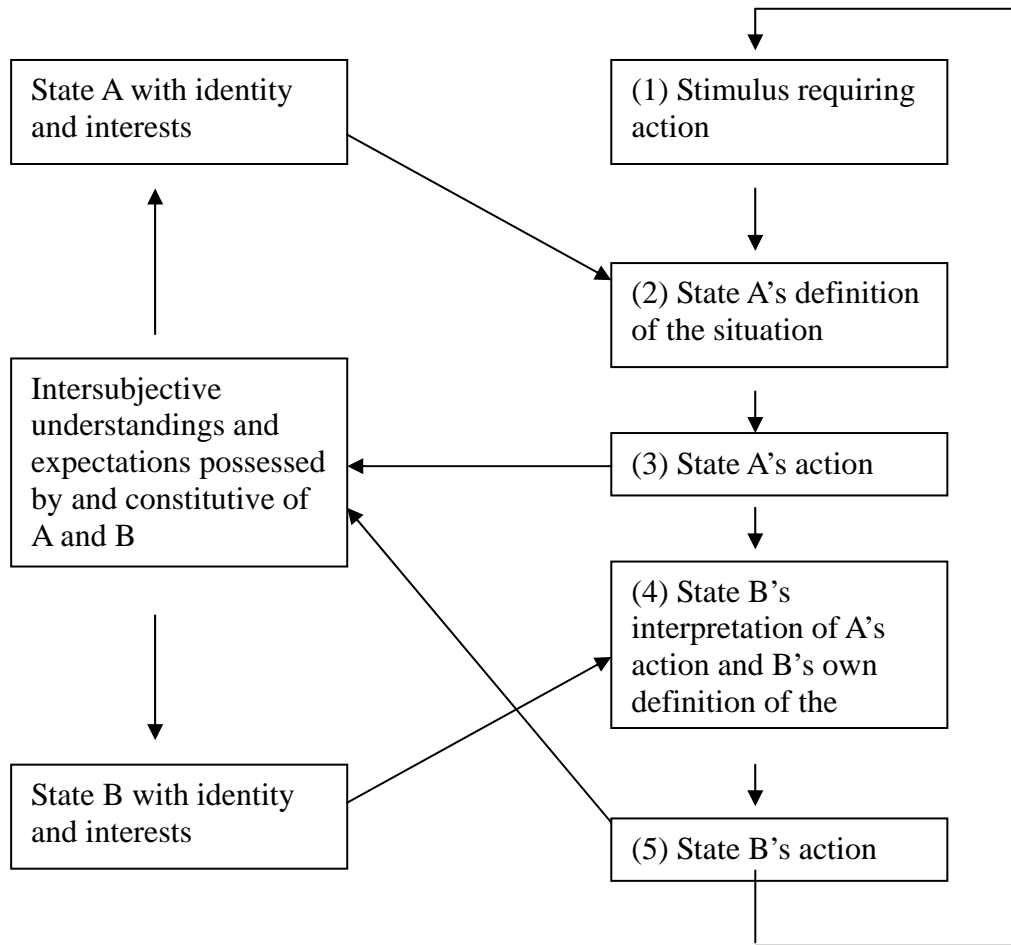 State A with identity
and interests
(1) Stimulus requiring
action
(2) State A’s definition
of the situation
Intersubjective
understandings and
expectations possessed
by and constitutive of
A and B
(3) State A’s action
(4) State B’s
interpretation of A’s
action and B’s own
definition of the
State B with identity
and interests
(5) State B’s action